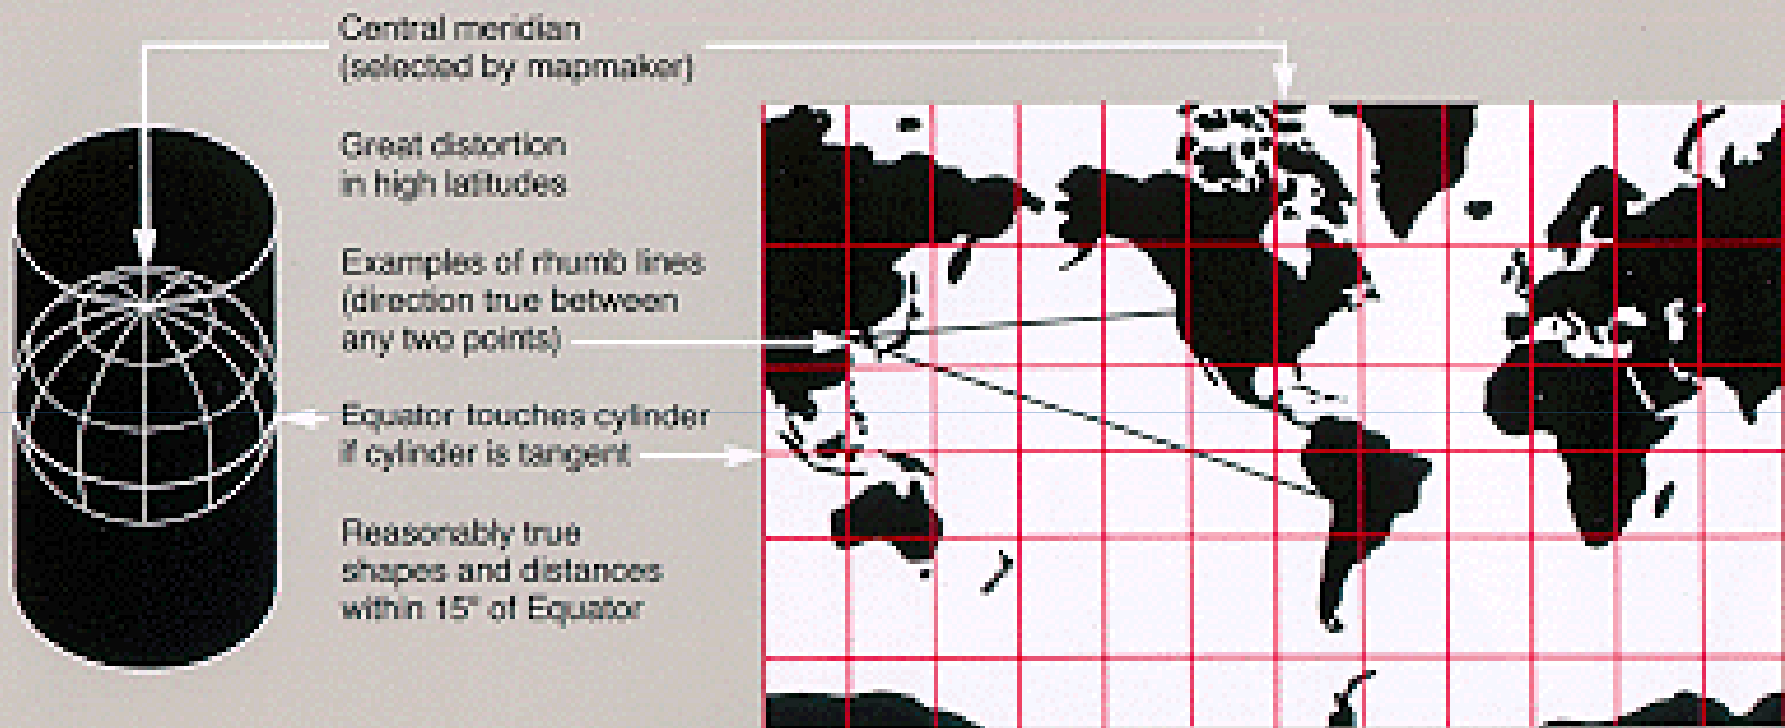 Central meridian
(selected by mapmaker)
Great distortion
in high latitudes
Examples of rhumb lines
(direction true between
any two points)
Equator touches cylinder
if cylinder is tangent
Reasonably true
shapes and distances
within 15° of Equator